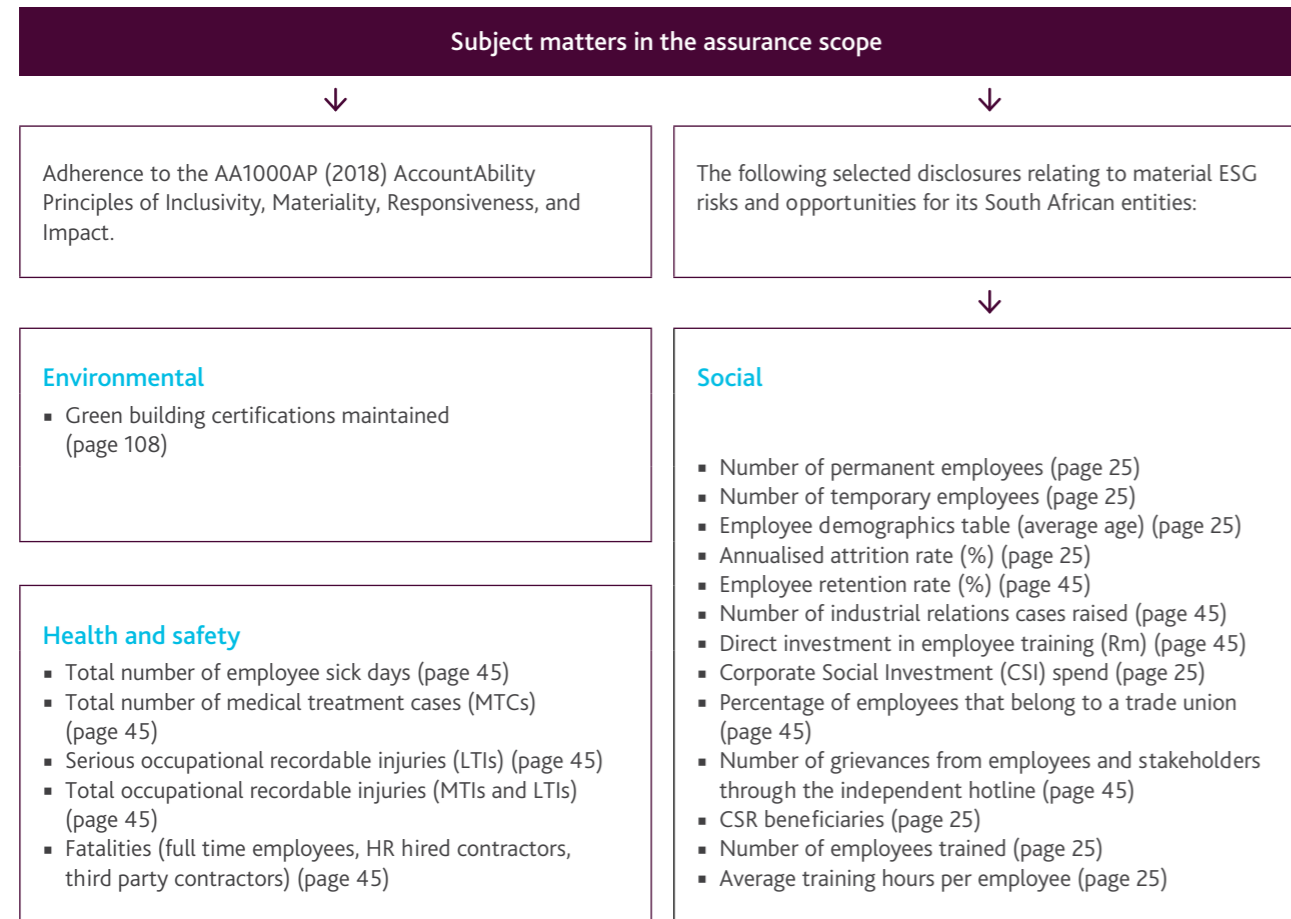 Subject matters in the assurance scope
↓
↓
Adherence to the AA1000AP (2018) AccountAbility
Principles of Inclusivity, Materiality, Responsiveness, and
Impact.
The following selected disclosures relating to material ESG
risks and opportunities for its South African entities:
↓
Environmental
▪ Green building certifications maintained
(page 108)
Health and safety
▪ Total number of employee sick days (page 45)
▪ Total number of medical treatment cases (MTCs)
(page 45)
▪ Serious occupational recordable injuries (LTIs) (page 45)
▪ Total occupational recordable injuries (MTIs and LTIs)
(page 45)
▪ Fatalities (full time employees, HR hired contractors,
third party contractors) (page 45)
Social
▪ Number of permanent employees (page 25)
▪ Number of temporary employees (page 25)
▪ Employee demographics table (average age) (page 25)
▪ Annualised attrition rate (%) (page 25)
▪ Employee retention rate (%) (page 45)
▪ Number of industrial relations cases raised (page 45)
▪ Direct investment in employee training (Rm) (page 45)
▪ Corporate Social Investment (CSI) spend (page 25)
▪ Percentage of employees that belong to a trade union
(page 45)
▪ Number of grievances from employees and stakeholders
through the independent hotline (page 45)
▪ CSR beneficiaries (page 25)
▪ Number of employees trained (page 25)
▪ Average training hours per employee (page 25)